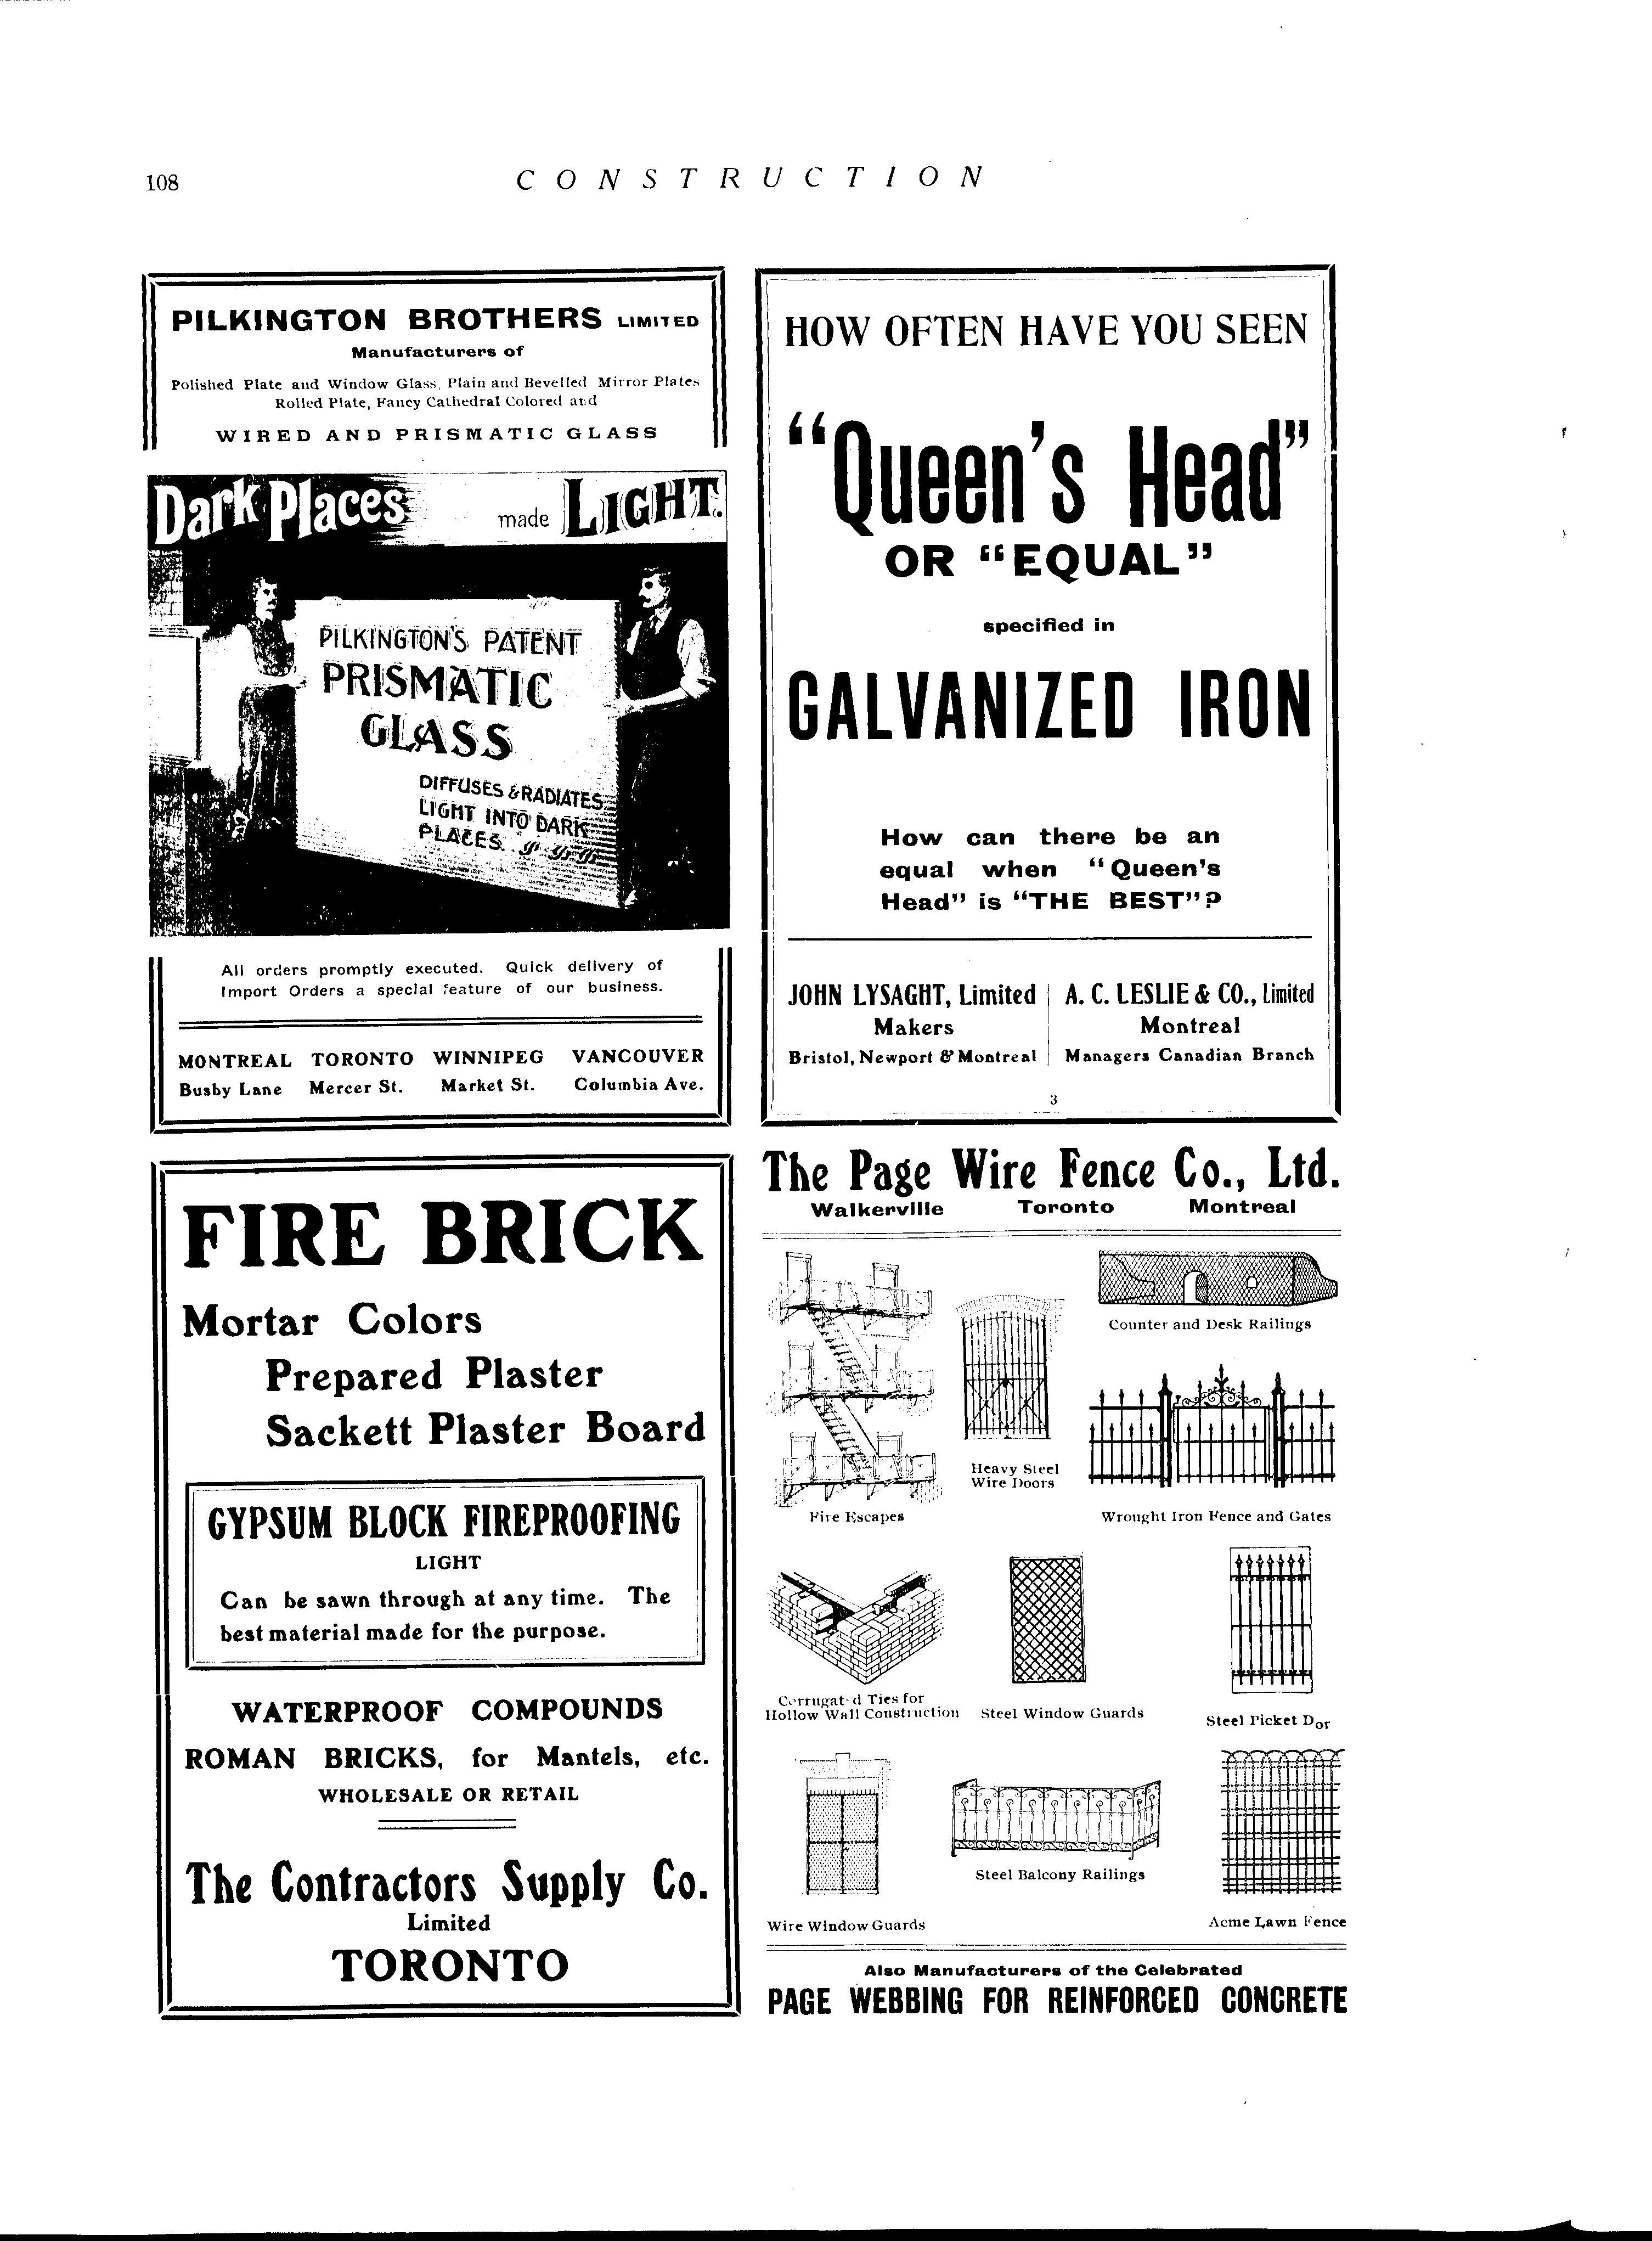 108
CONSTRUCTION
PILKINGTON BROTHERS LIMITED
Manufacturers of
Polished Plate and Window Glass, Plain and Bevelled Mirror Plates
Rolled Plate, Fancy Cathedral Colored and
WIRED AND PRISMATIC GLASS
Dark Places made LIGHT.
PILKINGTON'S PATENT
PRISMATIC
GLASS
DIFFUSES & RADIATES
LIGHT INTO DARK
PLACES.
All orders promptly executed. Quick delivery of
Import Orders a special feature of our business.
MONTREAL TORONTO WINNIPEG VANCOUVER
Busby Lane Mercer St. Market St. Columbia Ave.
HOW OFTEN HAVE YOU SEEN
"Queen's Head"
OR "EQUAL"
specified in
GALVANIZED IRON
How can there be an
equal when "Queen's
Head" is "THE BEST"?
JOHN LYSAGHT, Limited
Makers
Bristol, Newport & Montreal
A. C. LESLIE & CO., Limited
Montreal
Managers Canadian Branch
3
FIRE BRICK
Mortar Colors
Prepared Plaster
Sackett Plaster Board
GYPSUM BLOCK FIREPROOFING
LIGHT
Can be sawn through at any time. The
best material made for the purpose.
WATERPROOF COMPOUNDS
ROMAN BRICKS, for Mantels, etc.
WHOLESALE OR RETAIL
The Contractors Supply Co.
Limited
TORONTO
The Page Wire Fence Co., Ltd.
Walkerville Toronto Montreal
Counter and Desk Railings
Heavy Steel
Wire Doors
Fire Escapes
Wrought Iron Fence and Gates
Corrugat-d Ties for
Hollow Wall Construction
Steel Window Guards
Steel Picket Dor
Steel Balcony Railings
Wire Window Guards
Acme Lawn Fence
Also Manufacturers of the Celebrated
PAGE WEBBING FOR REINFORCED CONCRETE